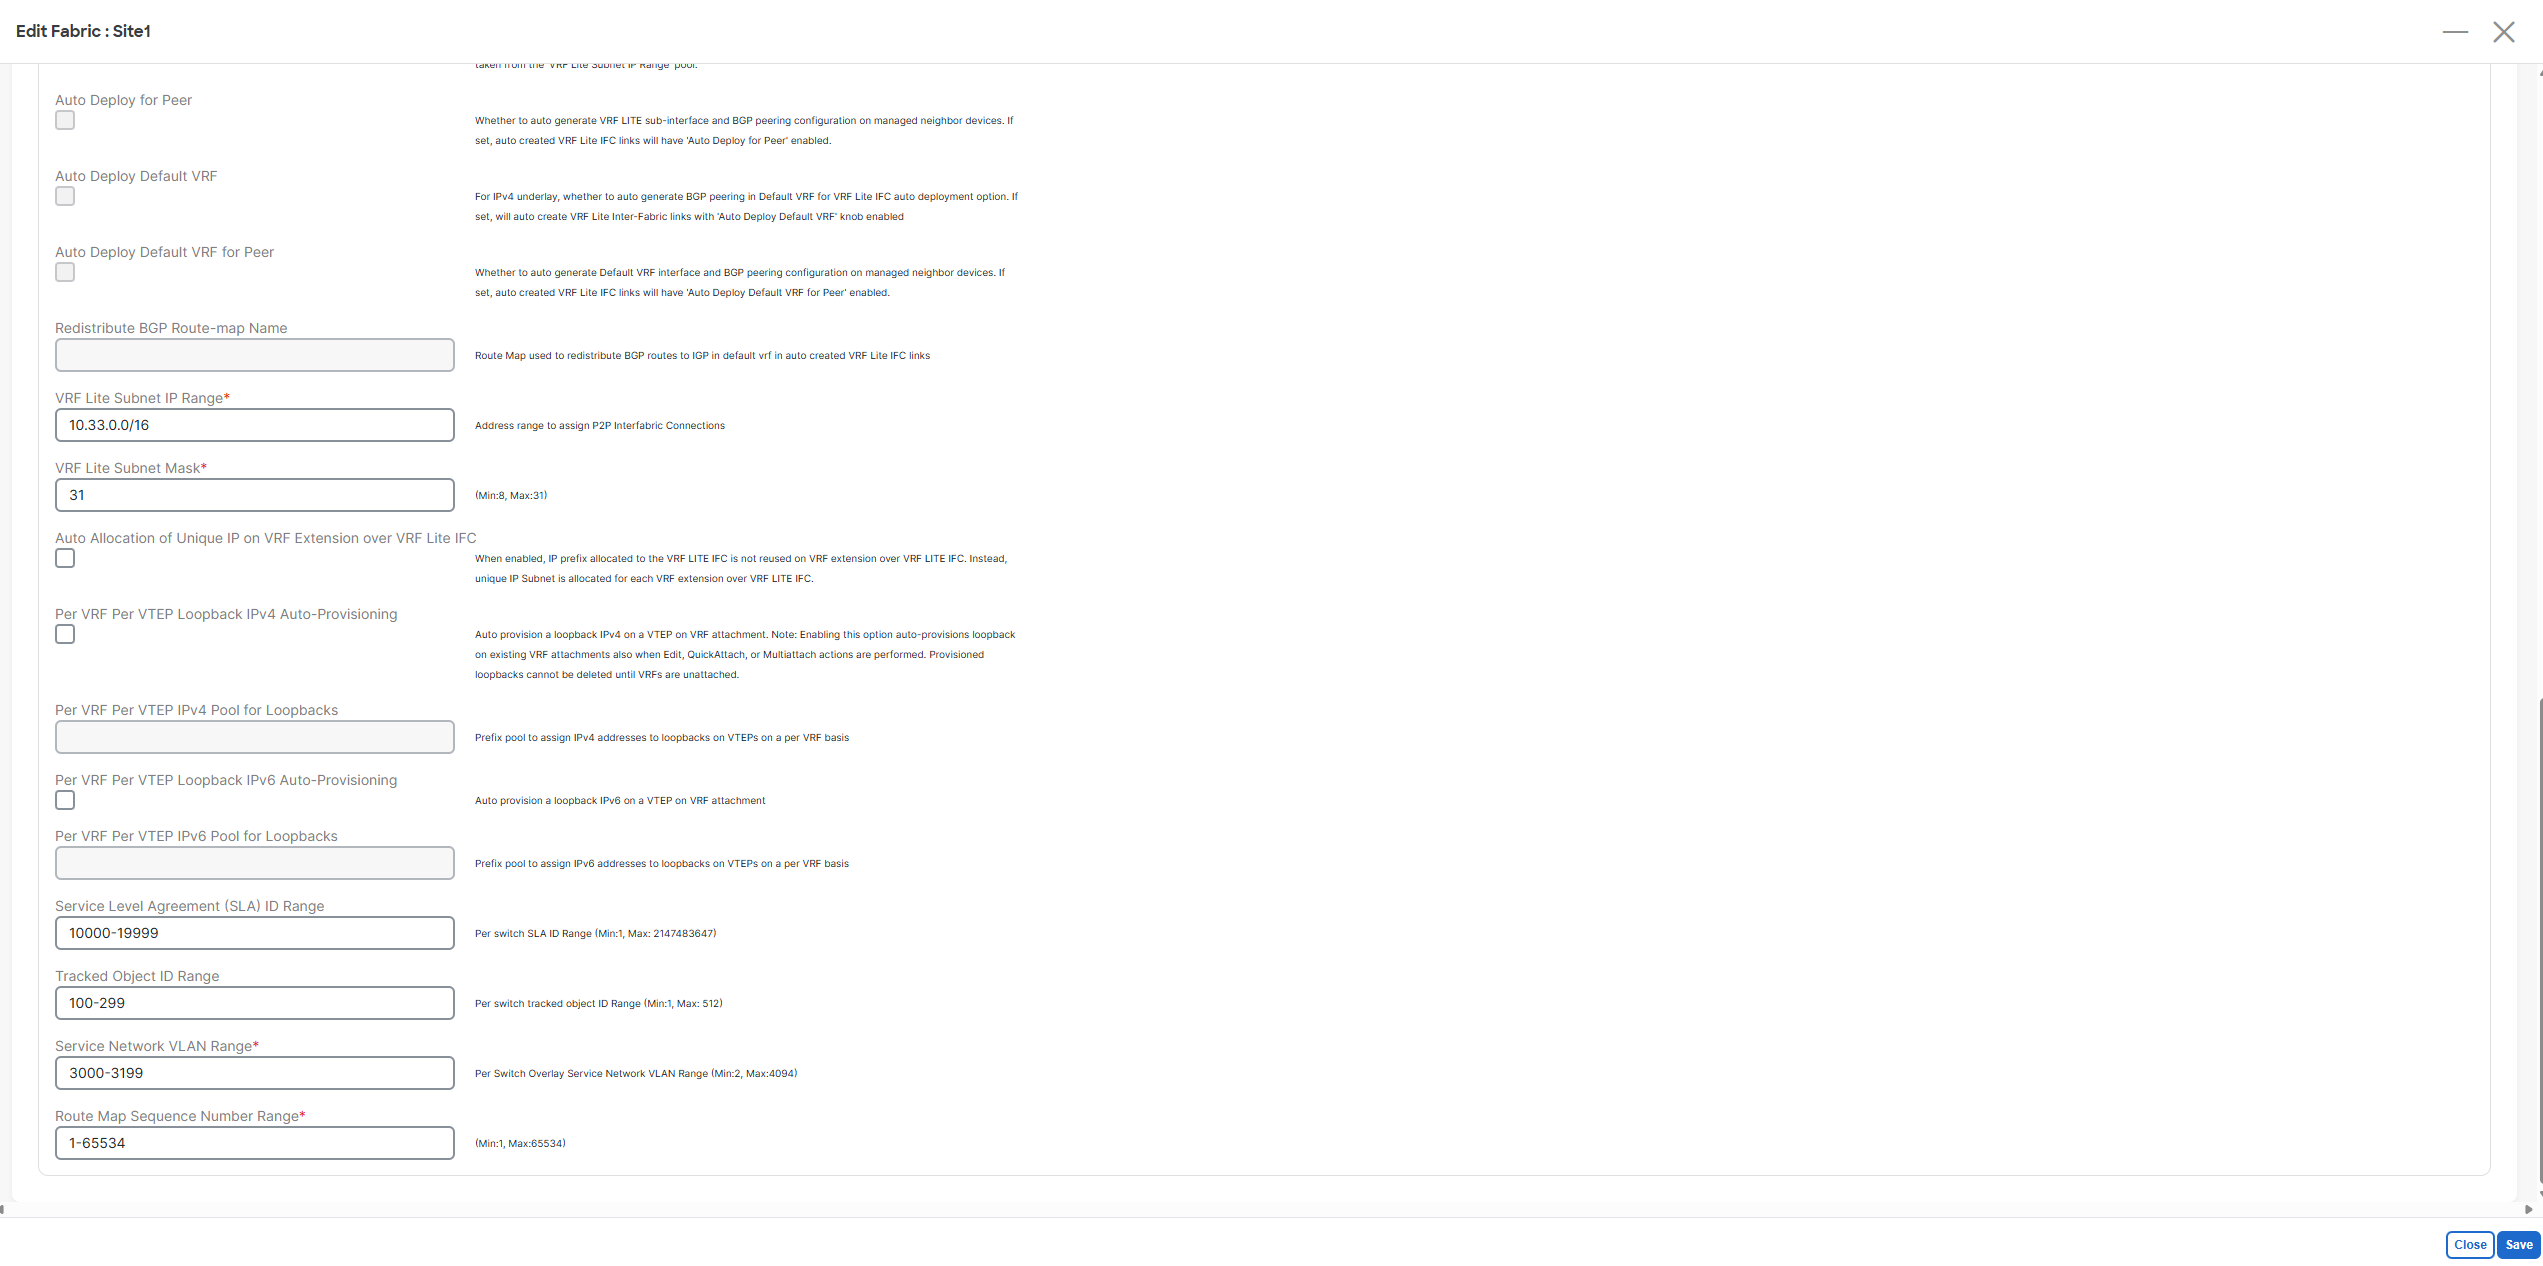 Edit Fabric : Site1
taken from the 'VRF Lite Subnet IP Range' pool.
Auto Deploy for Peer
Whether to auto generate VRF LITE sub-interface and BGP peering configuration on managed neighbor devices. If
set, auto created VRF Lite IFC links will have 'Auto Deploy for Peer' enabled.
Auto Deploy Default VRF
For IPv4 underlay, whether to auto generate BGP peering in Default VRF for VRF Lite IFC auto deployment option. If
set, will auto create VRF Lite Inter-Fabric links with 'Auto Deploy Default VRF' knob enabled
Auto Deploy Default VRF for Peer
Whether to auto generate Default VRF interface and BGP peering configuration on managed neighbor devices. If
set, auto created VRF Lite IFC links will have 'Auto Deploy Default VRF for Peer' enabled.
Redistribute BGP Route-map Name
Route Map used to redistribute BGP routes to IGP in default vrf in auto created VRF Lite IFC links
VRF Lite Subnet IP Range*
10.33.0.0/16
Address range to assign P2P Interfabric Connections
VRF Lite Subnet Mask*
31
(Min:8, Max:31)
Auto Allocation of Unique IP on VRF Extension over VRF Lite IFC
When enabled, IP prefix allocated to the VRF LITE IFC is not reused on VRF extension over VRF LITE IFC. Instead,
unique IP Subnet is allocated for each VRF extension over VRF LITE IFC.
Per VRF Per VTEP Loopback IPv4 Auto-Provisioning
Auto provision a loopback IPv4 on a VTEP on VRF attachment. Note: Enabling this option auto-provisions loopback
on existing VRF attachments also when Edit, QuickAttach, or Multiattach actions are performed. Provisioned
loopbacks cannot be deleted until VRFs are unattached.
Per VRF Per VTEP IPv4 Pool for Loopbacks
Prefix pool to assign IPv4 addresses to loopbacks on VTEPs on a per VRF basis
Per VRF Per VTEP Loopback IPv6 Auto-Provisioning
Auto provision a loopback IPv6 on a VTEP on VRF attachment
Per VRF Per VTEP IPv6 Pool for Loopbacks
Prefix pool to assign IPv6 addresses to loopbacks on VTEPs on a per VRF basis
Service Level Agreement (SLA) ID Range
10000-19999
Per switch SLA ID Range (Min:1, Max: 2147483647)
Tracked Object ID Range
100-299
Per switch tracked object ID Range (Min:1, Max: 512)
Service Network VLAN Range*
3000-3199
Per Switch Overlay Service Network VLAN Range (Min:2, Max:4094)
Route Map Sequence Number Range*
1-65534
(Min:1, Max:65534)
Close
Save